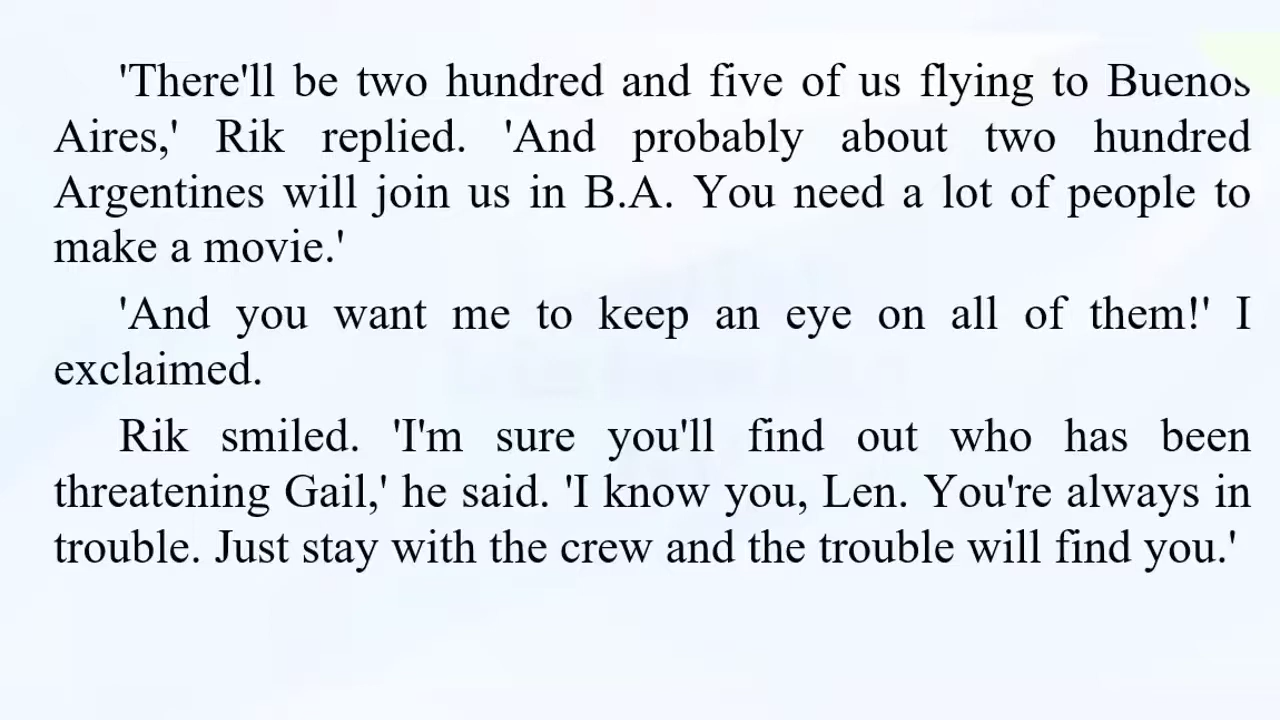 'There'll be two hundred and five of us flying to Buenos
Aires,' Rik replied. 'And probably about two hundred
Argentines will join us in B.A. You need a lot of people to
make a movie.'
'And you want me to keep an eye on all of them!' I
exclaimed.
Rik smiled. 'I'm sure you'll find out who has been
threatening Gail,' he said. 'I know you, Len. You're always in
trouble. Just stay with the crew and the trouble will find you.'